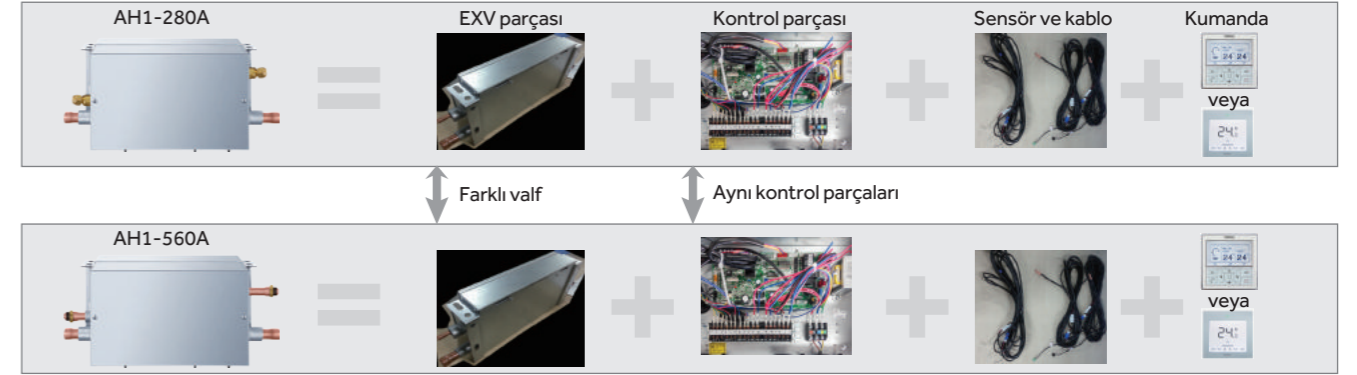 AH1-280A
EXV parçası
Kontrol parçası
Sensör ve kablo
Kumanda
veya
Farklı valf
Aynı kontrol parçaları
AH1-560A
veya